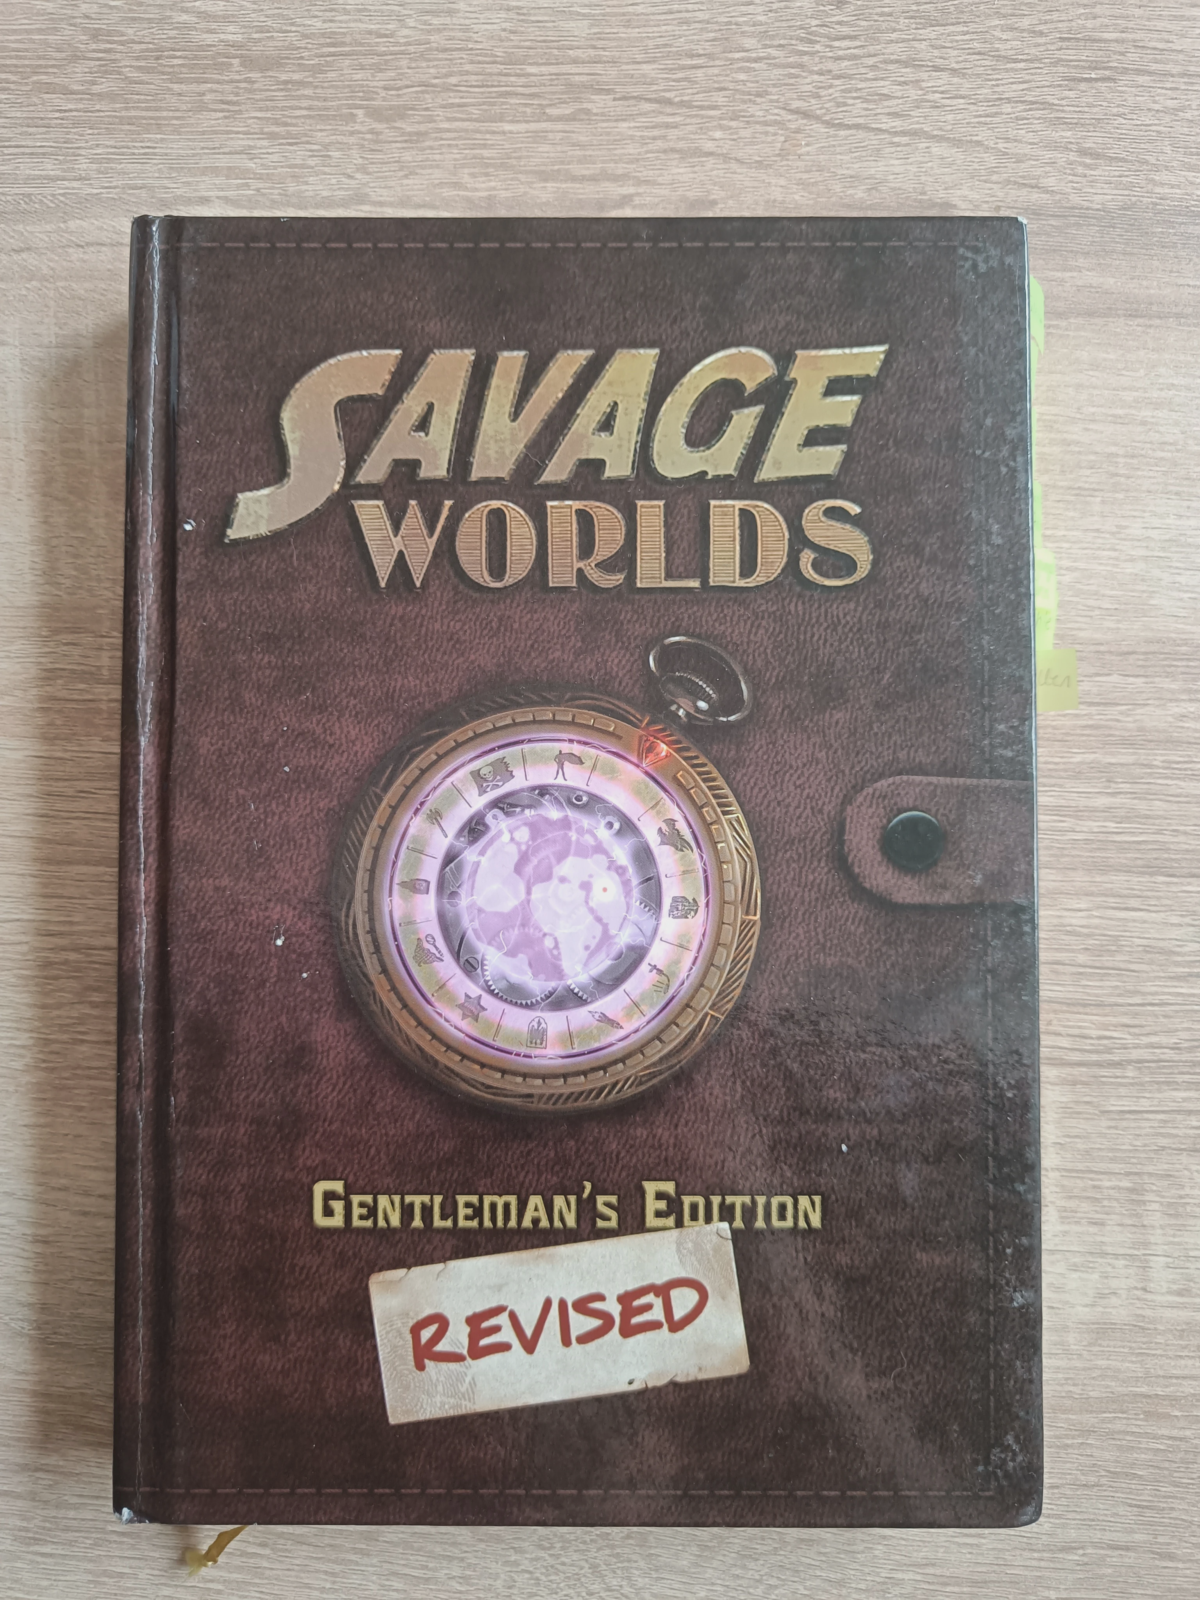 SAVAGE
WORLDS
GENTLEMAN'S EDITION
REVISED